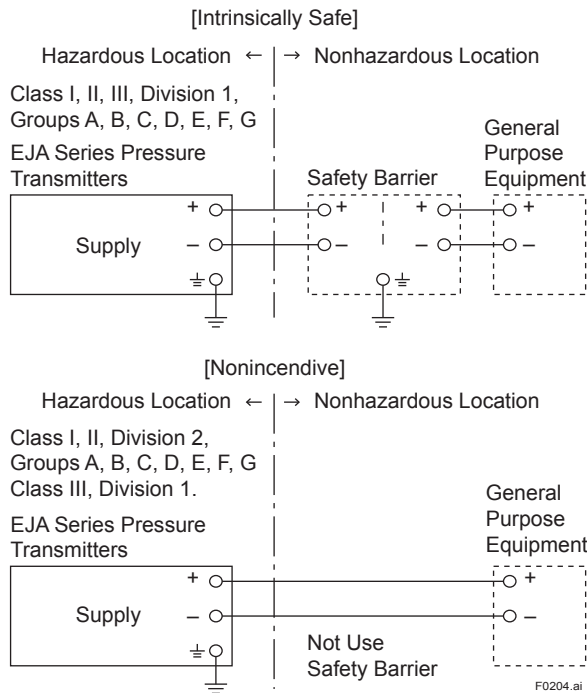 [Intrinsically Safe]
Hazardous Location ← → Nonhazardous Location
Class I, II, III, Division 1,
Groups A, B, C, D, E, F, G
EJA Series Pressure
Transmitters
Safety Barrier
General
Purpose
Equipment
Supply
+
–
+
–
+
–
+
–
[Nonincendive]
Hazardous Location ← → Nonhazardous Location
Class I, II, Division 2,
Groups A, B, C, D, E, F, G
Class III, Division 1.
EJA Series Pressure
Transmitters
General
Purpose
Equipment
Supply
+
–
+
–
Not Use
Safety Barrier
F0204.ai